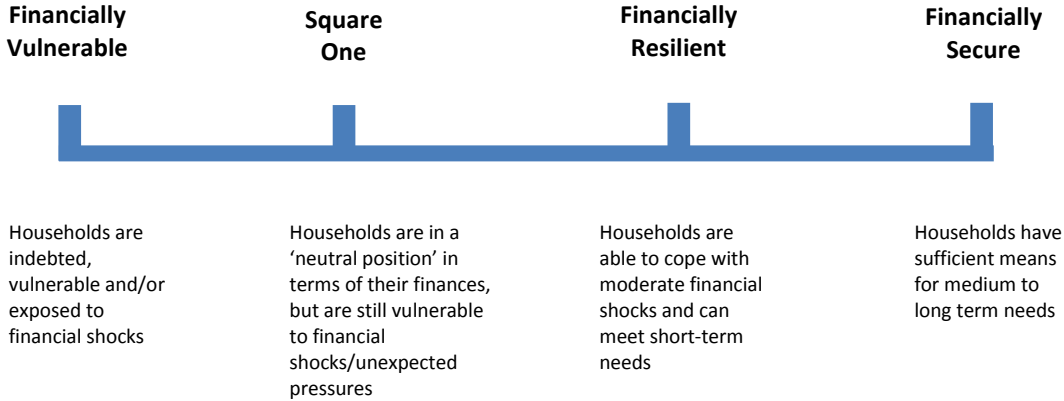 Financially
Vulnerable
Square
One
Financially
Resilient
Financially
Secure
Households are
indebted,
vulnerable and/or
exposed to
financial shocks
Households are in a
‘neutral position’ in
terms of their finances,
but are still vulnerable
to financial
shocks/unexpected
pressures
Households are
able to cope with
moderate financial
shocks and can
meet short-term
needs
Households have
sufficient means
for medium to
long term needs